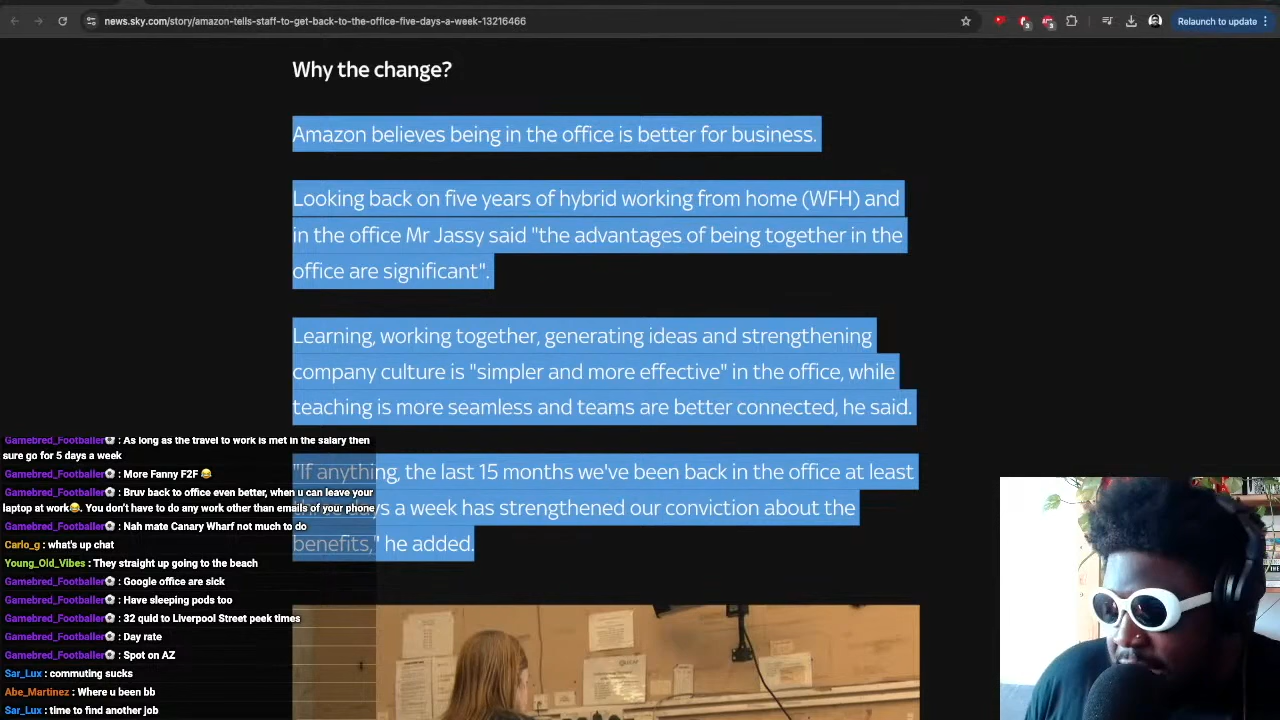 news.sky.com/story/amazon-tells-staff-to-get-back-to-the-office-five-days-a-week-13216466
Relaunch to update
Why the change?
Amazon believes being in the office is better for business.
Looking back on five years of hybrid working from home (WFH) and
in the office Mr Jassy said "the advantages of being together in the
office are significant".
Learning, working together, generating ideas and strengthening
company culture is "simpler and more effective" in the office, while
teaching is more seamless and teams are better connected, he said.
"If anything, the last 15 months we've been back in the office at least
three days a week has strengthened our conviction about the
benefits," he added.
Gamebred_Footballer⚽ : As long as the travel to work is met in the salary then
sure go for 5 days a week
Gamebred_Footballer⚽ : More Fanny F2F 😂
Gamebred_Footballer⚽ : Bruv back to office even better, when u can leave your
laptop at work😂. You don't have to do any work other than emails of your phone
Gamebred_Footballer⚽ : Nah mate Canary Wharf not much to do
Carlo_g : what's up chat
Young_Old_Vibes : They straight up going to the beach
Gamebred_Footballer⚽ : Google office are sick
Gamebred_Footballer⚽ : Have sleeping pods too
Gamebred_Footballer⚽ : 32 quid to Liverpool Street peek times
Gamebred_Footballer⚽ : Day rate
Gamebred_Footballer⚽ : Spot on AZ
Sar_Lux : commuting sucks
Abe_Martinez : Where u been bb
Sar_Lux : time to find another job